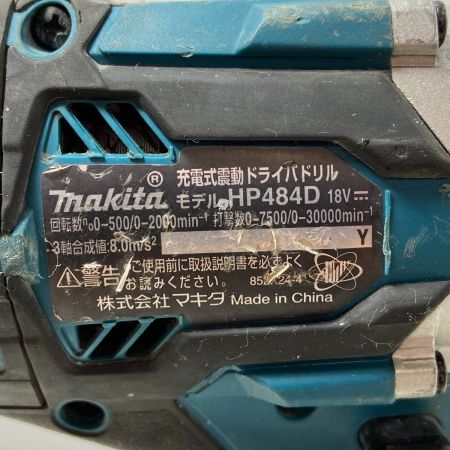 充電式震動ドライバドリル
makita® モデル HP484D 18V
回転数n0 0-500/0-2000min-1 打撃数0-7500/0-30000min-1
3軸合成値:8.0m/s2
Y
⚠警告 ご使用前に取扱説明書を必ずよくお読みください。
株式会社マキタ Made in China